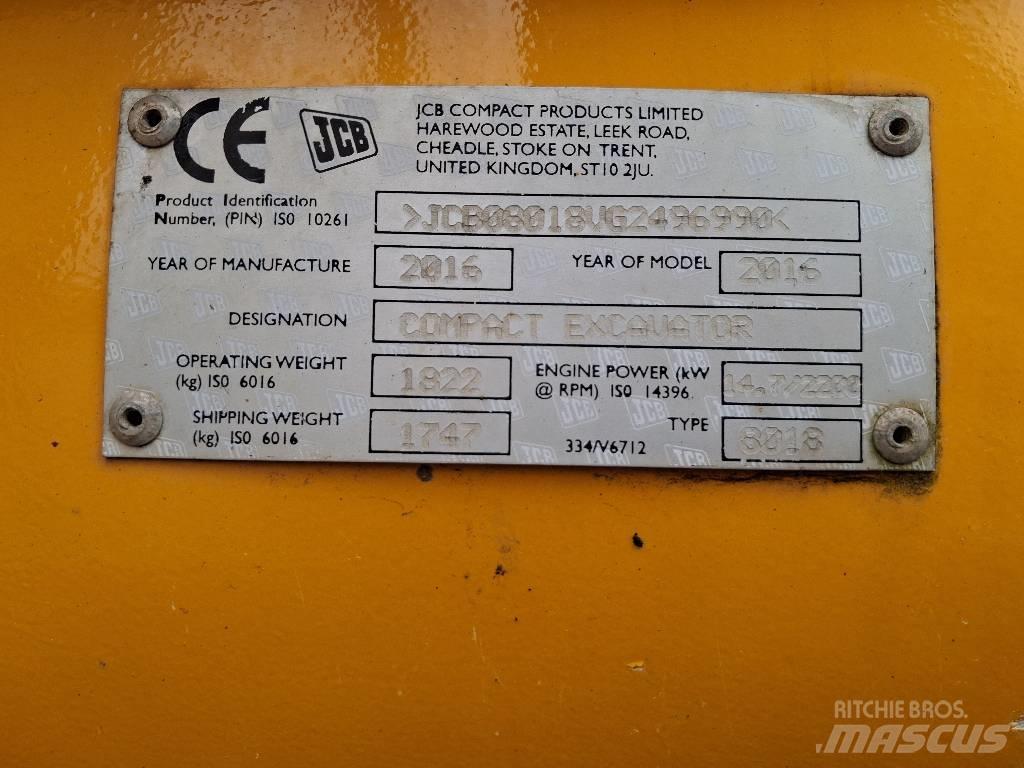 CE JCB
JCB COMPACT PRODUCTS LIMITED
HAREWOOD ESTATE, LEEK ROAD,
CHEADLE, STOKE ON TRENT,
UNITED KINGDOM, ST10 2JU.
Product Identification
Number, (PIN) ISO 10261
>JCB08018VG2496990<
YEAR OF MANUFACTURE 2016 YEAR OF MODEL 2016
DESIGNATION COMPACT EXCAVATOR
OPERATING WEIGHT
(kg) ISO 6016
1822
ENGINE POWER (kW
@ RPM) ISO 14396
14,7/2200
SHIPPING WEIGHT
(kg) ISO 6016
1747
334/V6712
TYPE
8018
RITCHIE BROS.
MASCUS